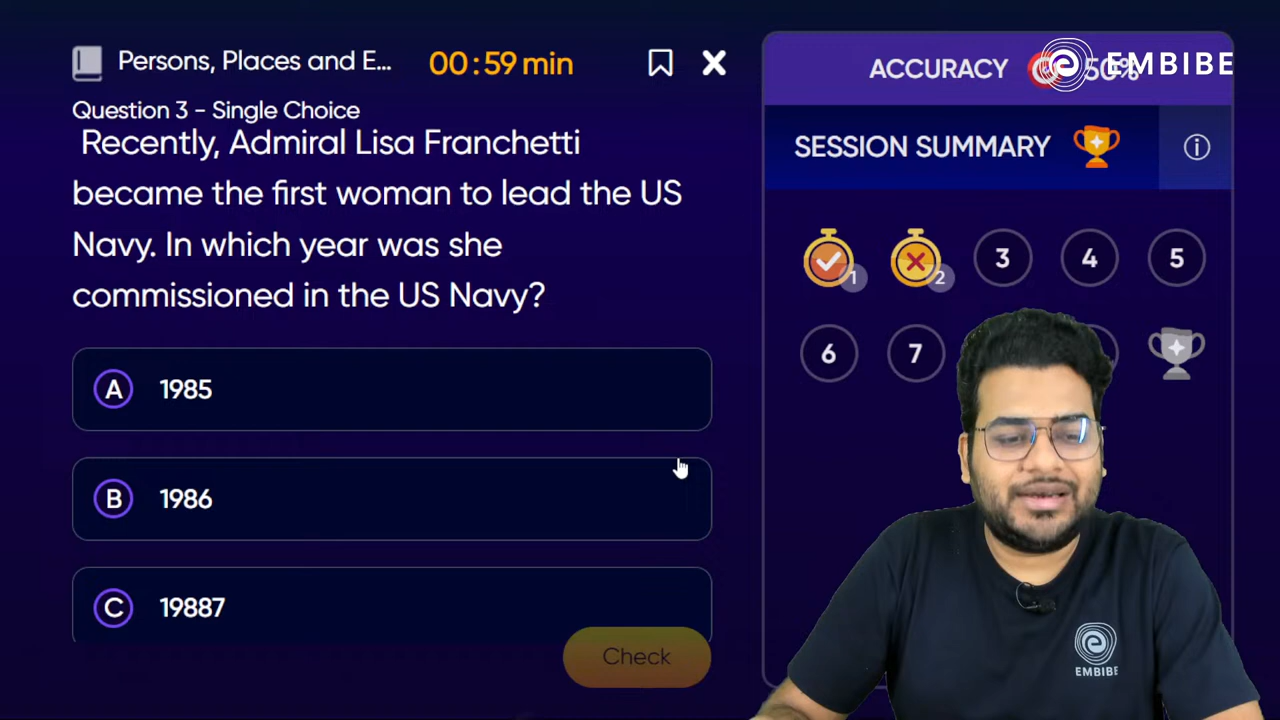 Persons, Places and E... 00:59 min
Question 3 - Single Choice
Recently, Admiral Lisa Franchetti
became the first woman to lead the US
Navy. In which year was she
commissioned in the US Navy?
A 1985
B 1986
C 19887
Check
ACCURACY 50%
EMBIBE
SESSION SUMMARY
1 2 3 4 5
6 7
e
EMBIBE